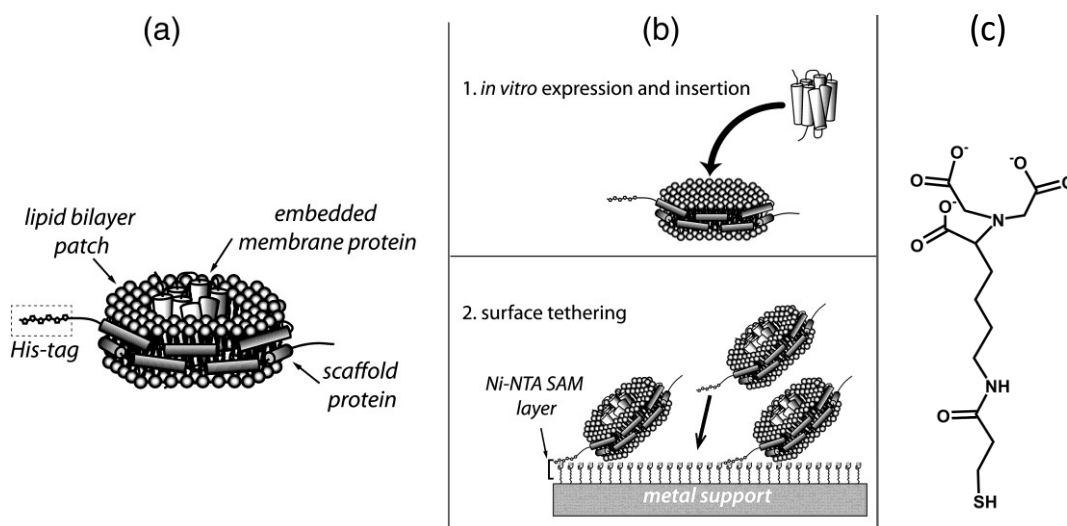 (a)
lipid bilayer
patch
embedded
membrane protein
His-tag
scaffold
protein
(b)
1. in vitro expression and insertion
2. surface tethering
Ni-NTA SAM
layer
metal support
(c)
O⁻
⁻O
O
O
O⁻
N
O
NH
O
SH